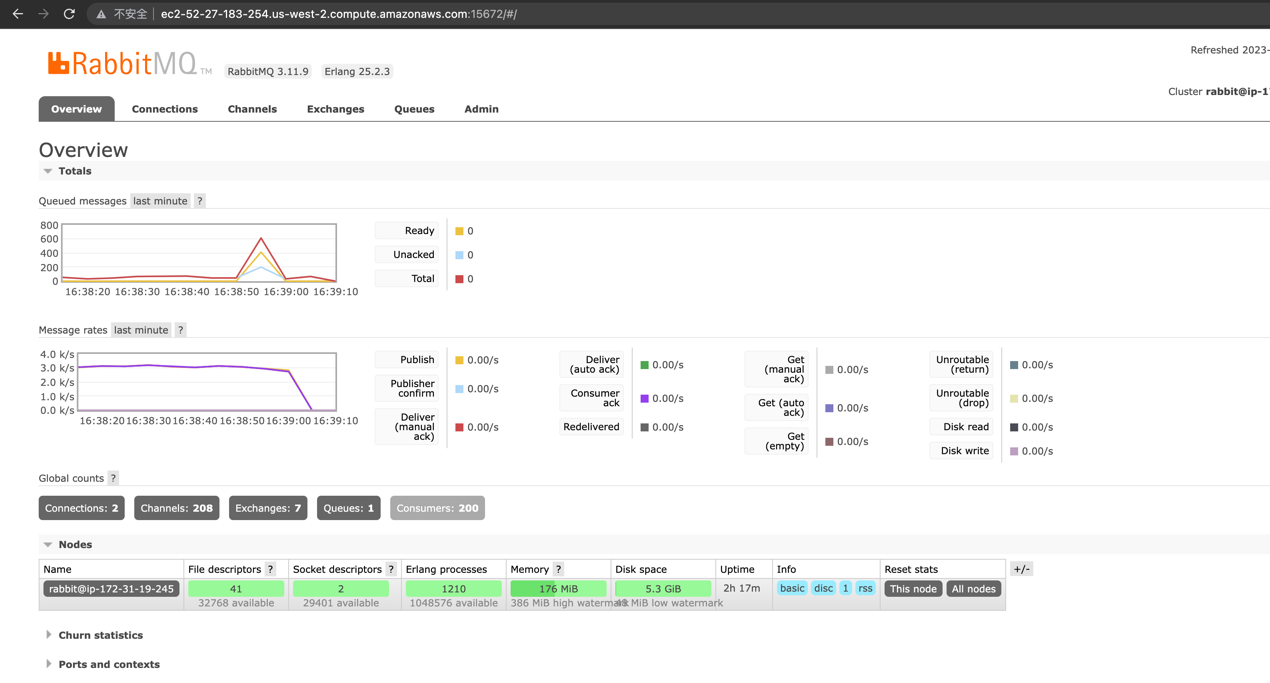 不安全 ec2-52-27-183-254.us-west-2.compute.amazonaws.com:15672/#/
Refreshed 2023-
RabbitMQ TM RabbitMQ 3.11.9 Erlang 25.2.3
Cluster rabbit@ip-1
Overview Connections Channels Exchanges Queues Admin
Overview
Totals
Queued messages last minute ?
800
600
400
200
0
16:38:20 16:38:30 16:38:40 16:38:50 16:39:00 16:39:10
Ready 0
Unacked 0
Total 0
Message rates last minute ?
4.0 k/s
3.0 k/s
2.0 k/s
1.0 k/s
0.0 k/s
16:38:20 16:38:30 16:38:40 16:38:50 16:39:00 16:39:10
Publish 0.00/s
Publisher
confirm 0.00/s
Deliver
(manual
ack) 0.00/s
Deliver
(auto ack) 0.00/s
Consumer
ack 0.00/s
Redelivered 0.00/s
Get
(manual
ack) 0.00/s
Get (auto
ack) 0.00/s
Get
(empty) 0.00/s
Unroutable
(return) 0.00/s
Unroutable
(drop) 0.00/s
Disk read 0.00/s
Disk write 0.00/s
Global counts ?
Connections: 2 Channels: 208 Exchanges: 7 Queues: 1 Consumers: 200
Nodes
Name File descriptors ? Socket descriptors ? Erlang processes Memory ? Disk space Uptime Info Reset stats +/-
rabbit@ip-172-31-19-245 41 2 1210 176 MiB 5.3 GiB 2h 17m basic disc 1 rss This node All nodes
32768 available 29401 available 1048576 available 386 MiB high watermark MiB low watermark
Churn statistics
Ports and contexts